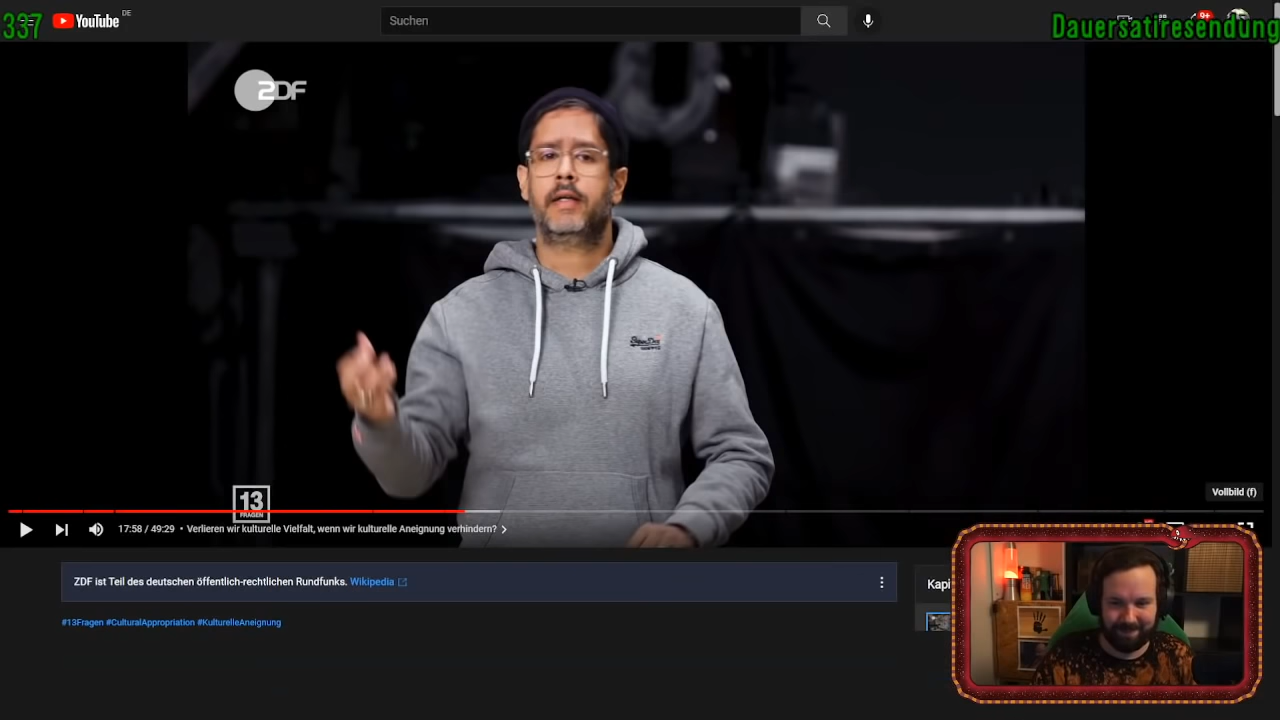 337
YouTube DE
Suchen
9+
Dauersatiresendung
ZDF
13
FRAGEN
Vollbild (f)
17:58 / 49:29 • Verlieren wir kulturelle Vielfalt, wenn wir kulturelle Aneignung verhindern?
ZDF ist Teil des deutschen öffentlich-rechtlichen Rundfunks. Wikipedia
Kapi
#13Fragen #CulturalAppropriation #KulturelleAneignung